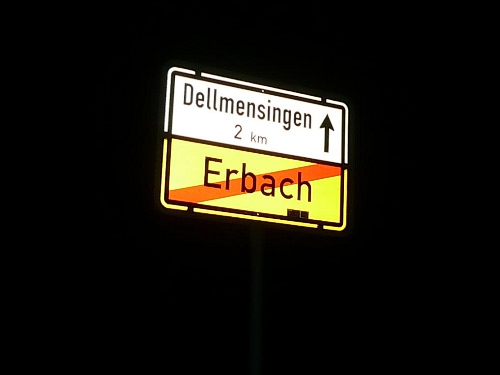 Dellmensingen
2 km
Erbach